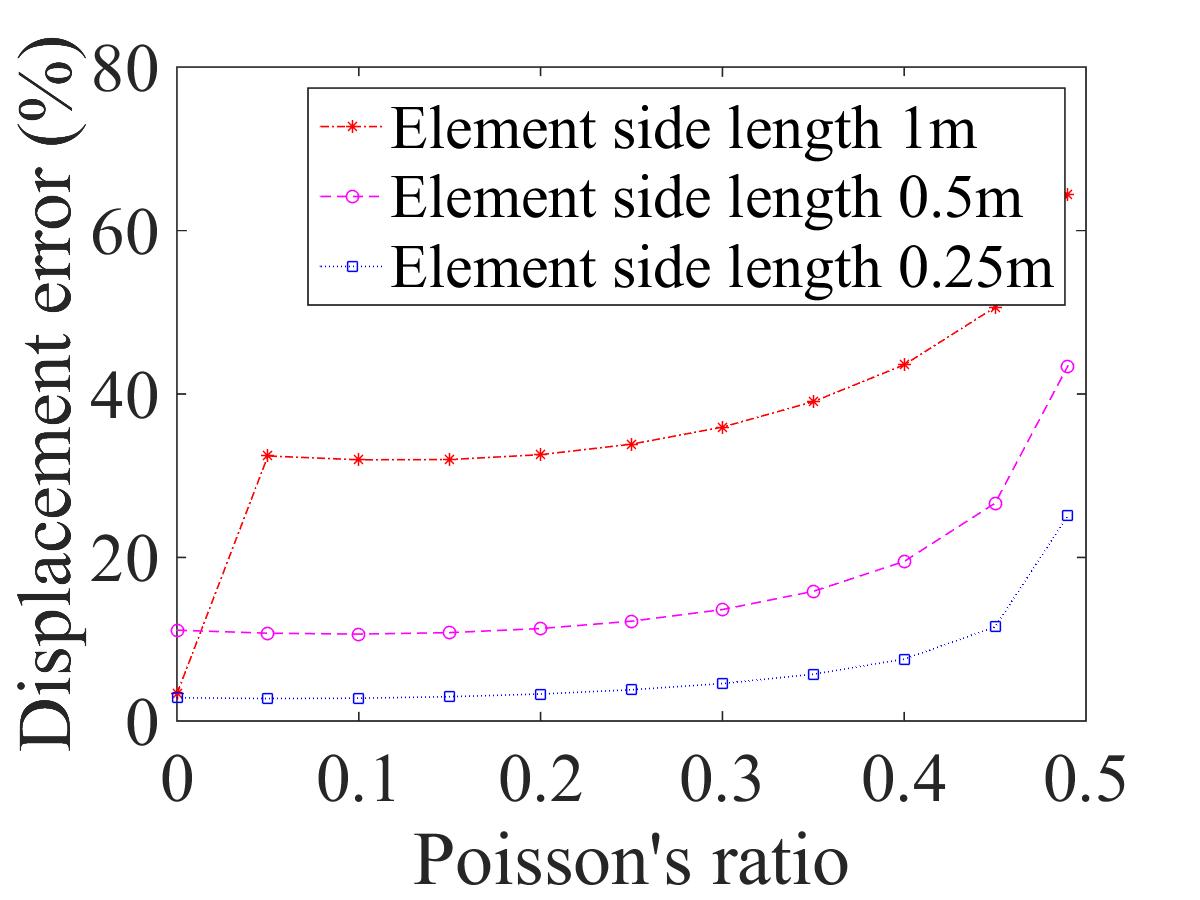 Displacement error (%)
80
60
40
20
0
Element side length 1m
Element side length 0.5m
Element side length 0.25m
0 0.1 0.2 0.3 0.4 0.5
Poisson's ratio